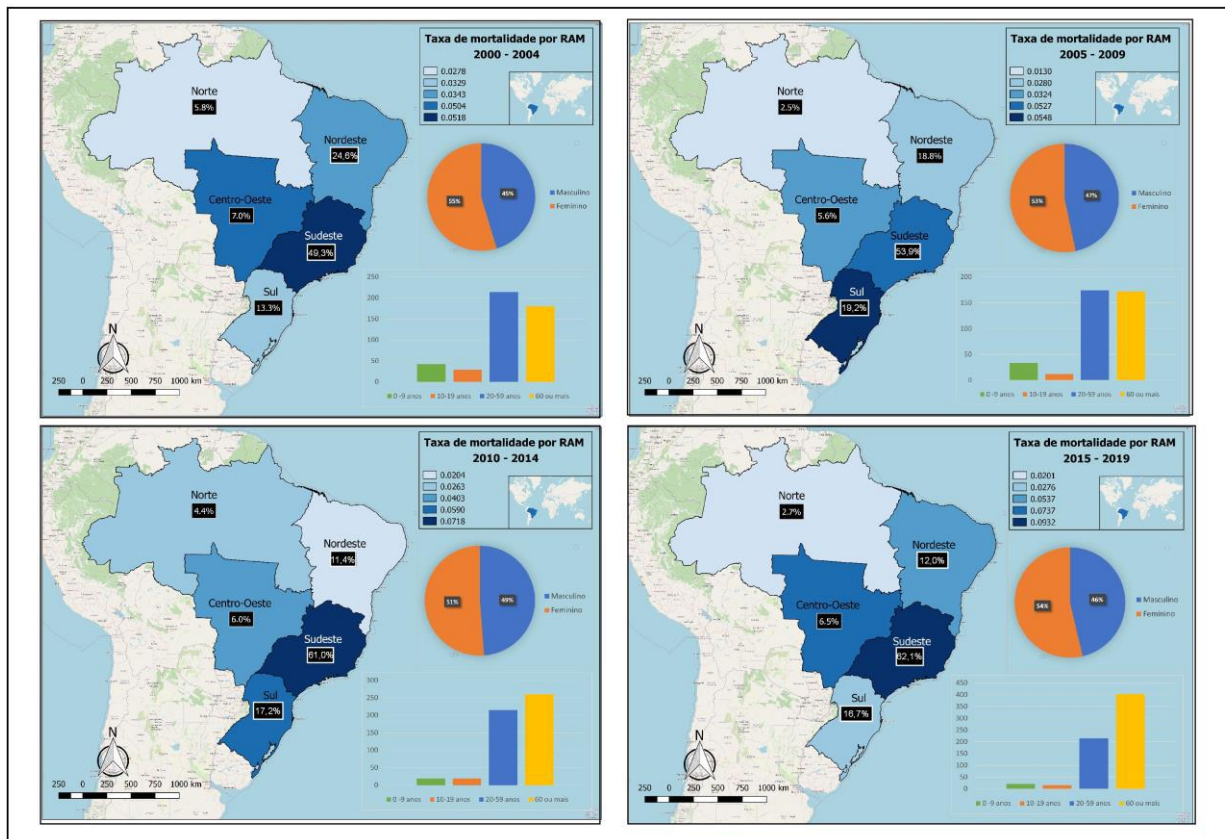 Taxa de mortalidade por RAM
2000 - 2004
0.0278
0.0329
0.0343
0.0504
0.0518
Norte
5.8%
Nordeste
24,6%
Centro-Oeste
7.0%
Sudeste
49,3%
Sul
13.3%
55%
45%
Masculino
Feminino
250
200
150
100
50
0
0 -9 anos 10-19 anos 20-59 anos 60 ou mais
N
250 0 250 500 750 1000 km
Taxa de mortalidade por RAM
2005 - 2009
0.0130
0.0280
0.0324
0.0527
0.0548
Norte
2.5%
Nordeste
18.8%
Centro-Oeste
5.6%
Sudeste
53,9%
Sul
19,2%
53%
47%
Masculino
Feminino
200
150
100
50
0
0 -9 anos 10-19 anos 20-59 anos 60 ou mais
N
250 0 250 500 750 1000 km
Taxa de mortalidade por RAM
2010 - 2014
0.0204
0.0263
0.0403
0.0590
0.0718
Norte
4.4%
Nordeste
11,4%
Centro-Oeste
6.0%
Sudeste
61,0%
Sul
17,2%
51%
49%
Masculino
Feminino
300
250
200
150
100
50
0
0 -9 anos 10-19 anos 20-59 anos 60 ou mais
N
250 0 250 500 750 1000 km
Taxa de mortalidade por RAM
2015 - 2019
0.0201
0.0276
0.0537
0.0737
0.0932
Norte
2.7%
Nordeste
12,0%
Centro-Oeste
6.5%
Sudeste
62,1%
Sul
16,7%
54%
46%
Masculino
Feminino
450
400
350
300
250
200
150
100
50
0
0 -9 anos 10-19 anos 20-59 anos 60 ou mais
N
250 0 250 500 750 1000 km